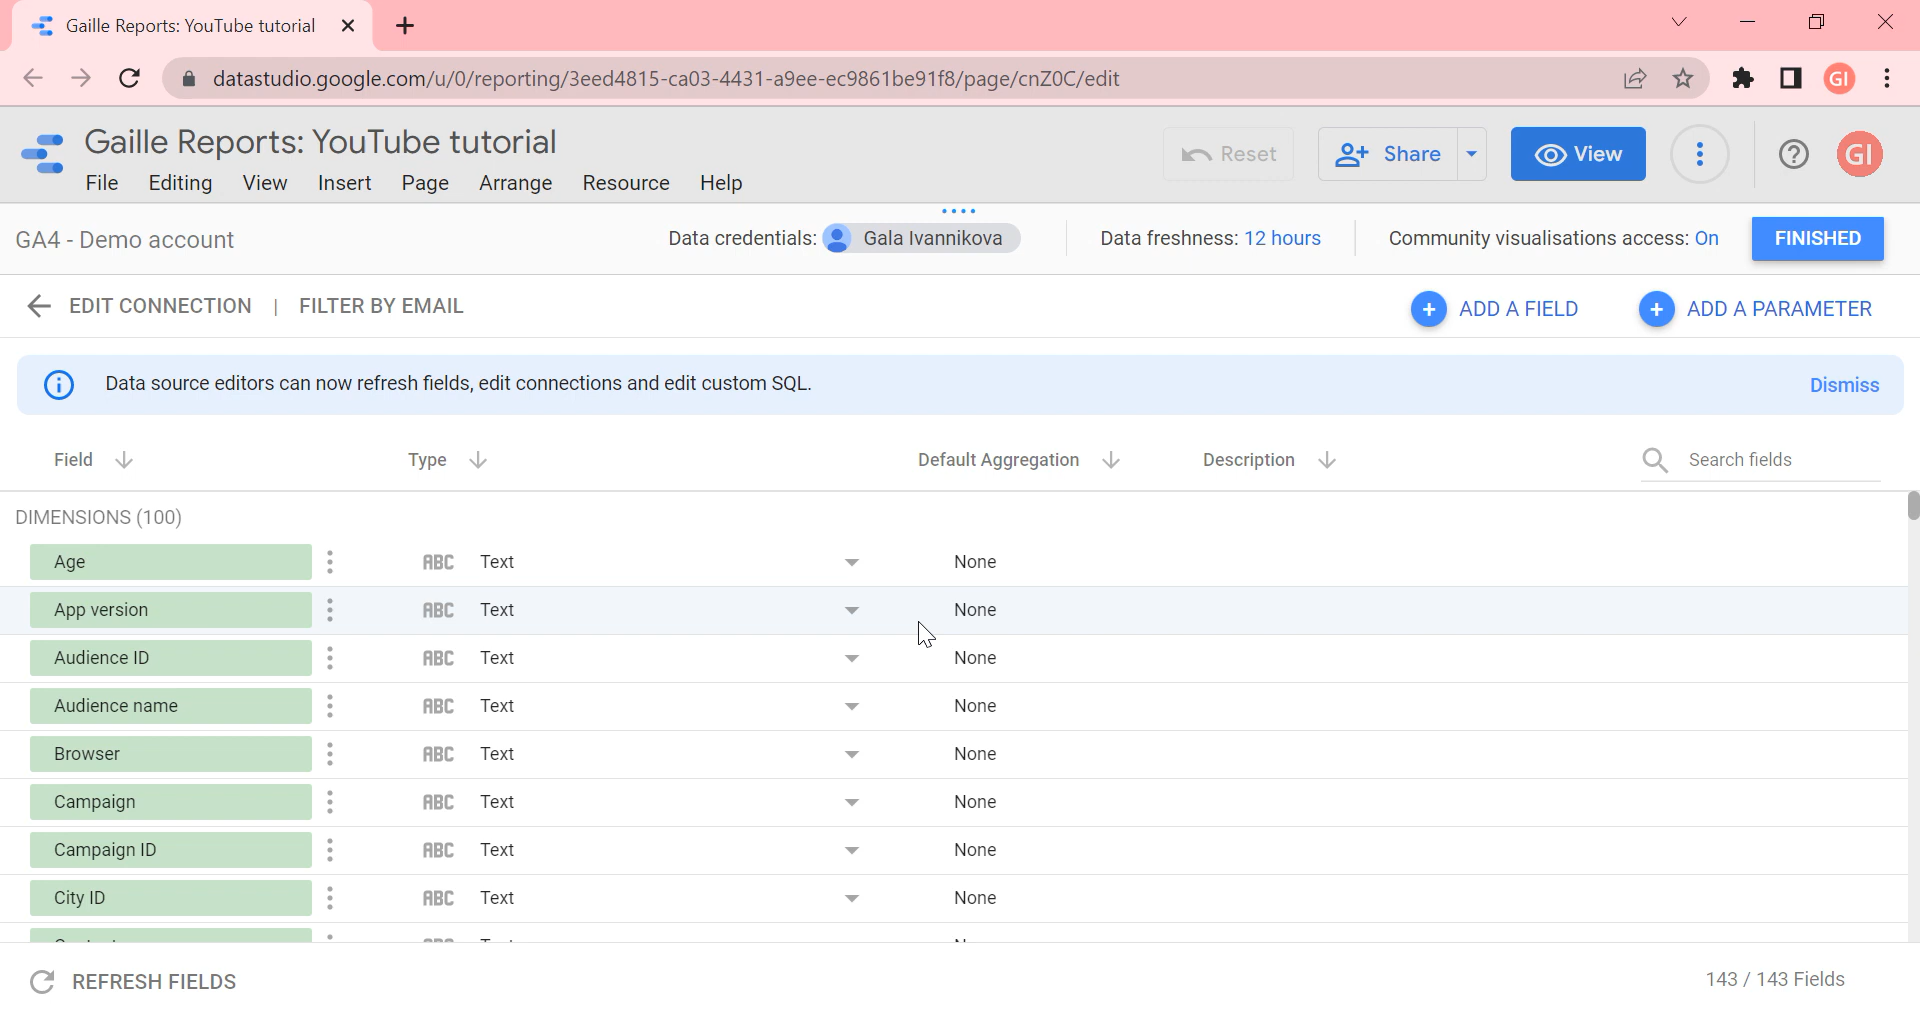 Gaille Reports: YouTube tutorial
datastudio.google.com/u/0/reporting/3eed4815-ca03-4431-a9ee-ec9861be91f8/page/cnZ0C/edit
GI
Gaille Reports: YouTube tutorial
Reset
Share
View
GI
File Editing View Insert Page Arrange Resource Help
GA4 - Demo account
Data credentials: Gala Ivannikova
Data freshness: 12 hours
Community visualisations access: On
FINISHED
EDIT CONNECTION | FILTER BY EMAIL
ADD A FIELD
ADD A PARAMETER
Data source editors can now refresh fields, edit connections and edit custom SQL.
Dismiss
Field Type Default Aggregation Description Search fields
DIMENSIONS (100)
Age ABC Text None
App version ABC Text None
Audience ID ABC Text None
Audience name ABC Text None
Browser ABC Text None
Campaign ABC Text None
Campaign ID ABC Text None
City ID ABC Text None
REFRESH FIELDS
143 / 143 Fields